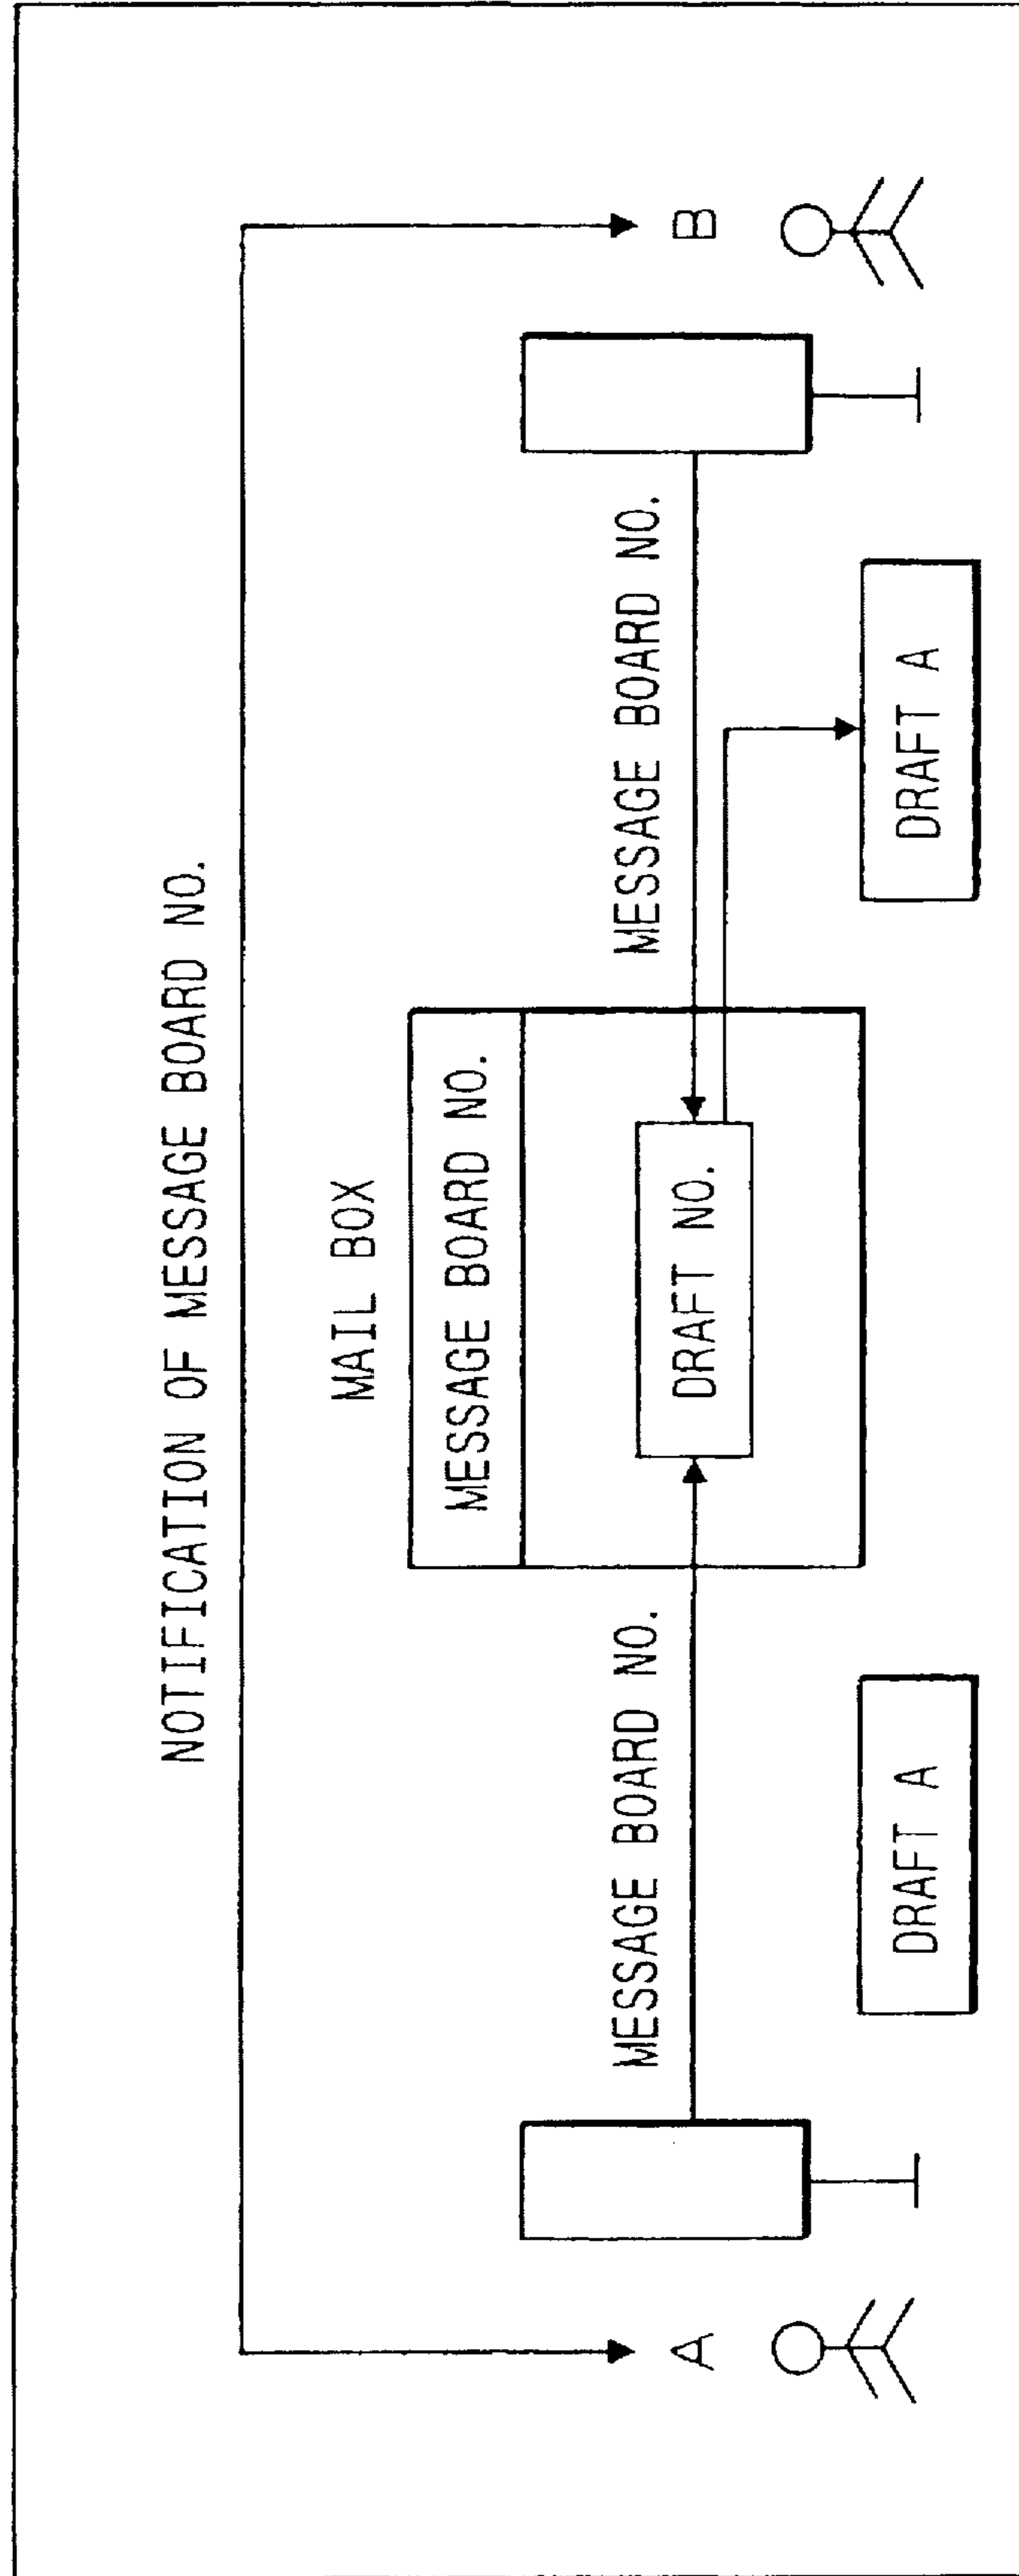 NOTIFICATION OF MESSAGE BOARD NO.
MAIL BOX
MESSAGE BOARD NO.
MESSAGE BOARD NO.
MESSAGE BOARD NO.
A
DRAFT NO.
B
DRAFT A
DRAFT A